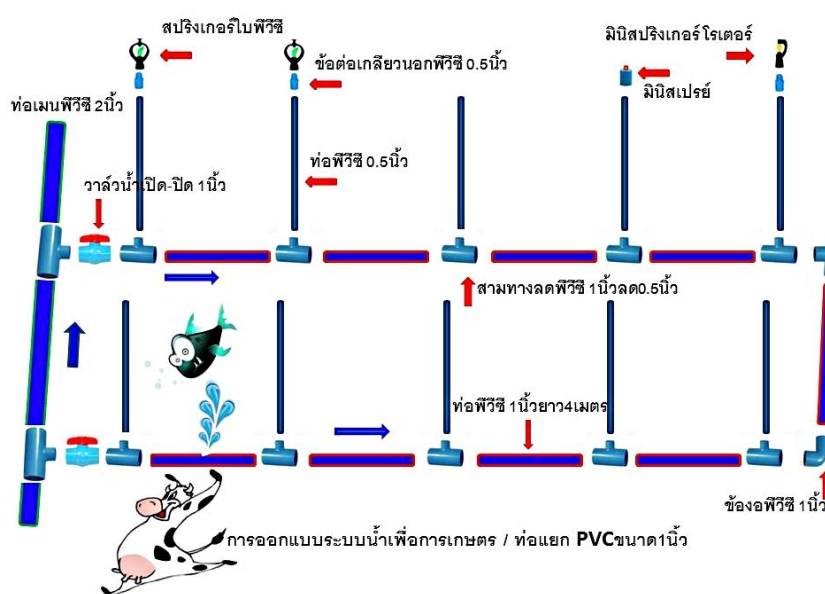 สปริงเกอร์ใบพีวีซี
มินิสปริงเกอร์ โรเตอร์
ข้อต่อเกลียวนอกพีวีซี 0.5นิ้ว
มินิสเปรย์
ท่อเมนพีวีซี 2นิ้ว
ท่อพีวีซี 0.5นิ้ว
วาล์วน้ำเปิด-ปิด 1นิ้ว
สามทางลดพีวีซี 1นิ้วลด0.5นิ้ว
ท่อพีวีซี 1นิ้วยาว4เมตร
ข้องอพีวีซี 1นิ้ว
การออกแบบระบบน้ำเพื่อการเกษตร / ท่อแยก PVCขนาด1นิ้ว